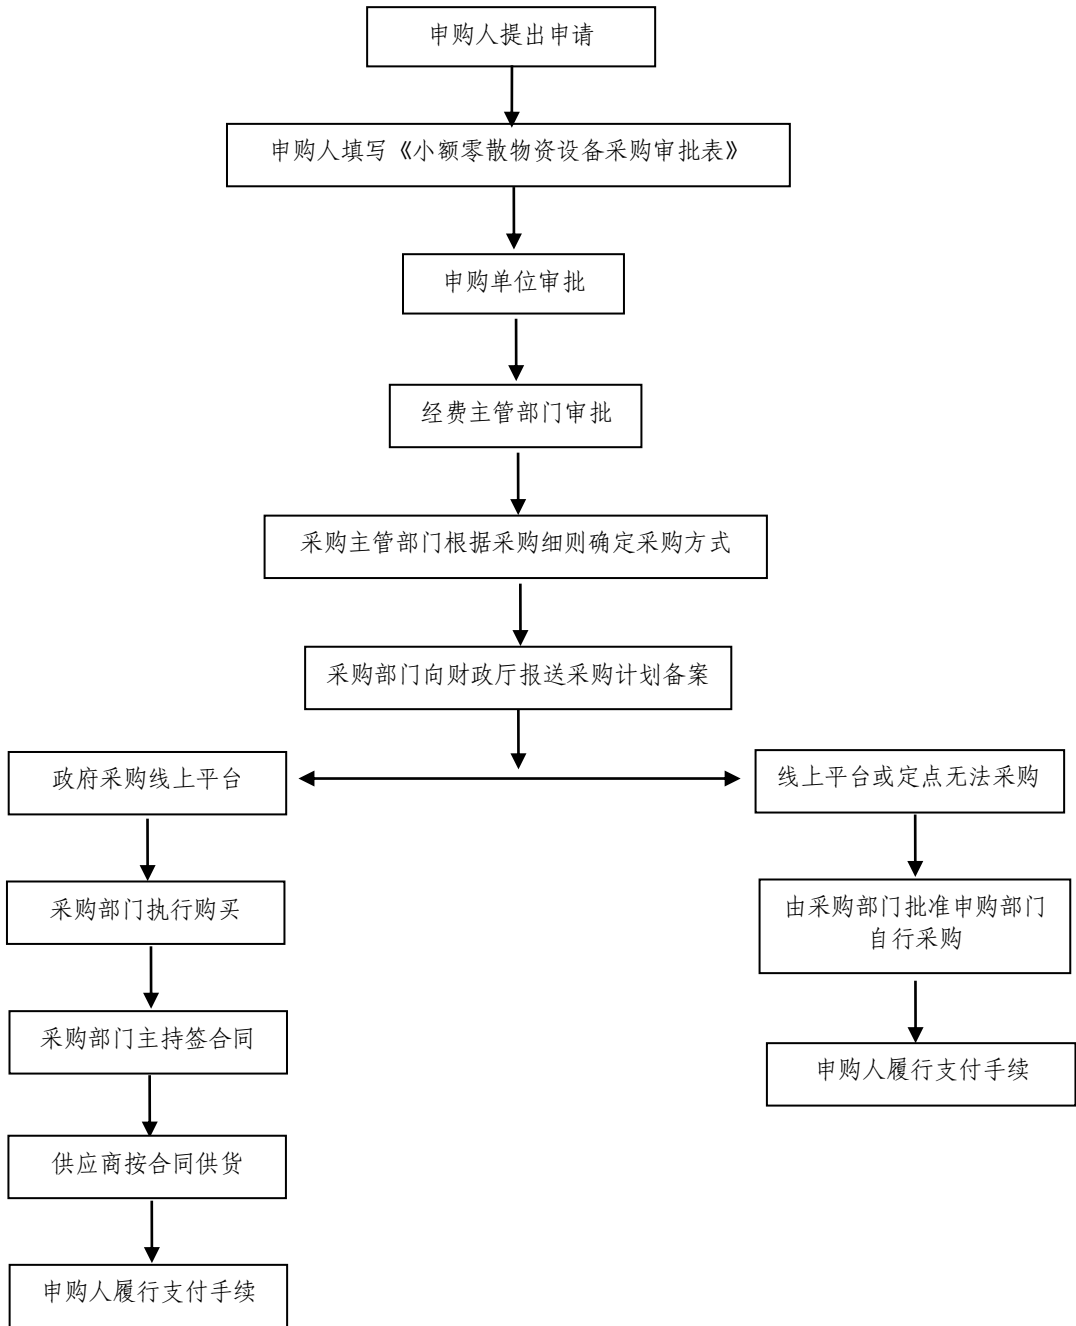 申购人提出申请
申购人填写《小额零散物资设备采购审批表》
申购单位审批
经费主管部门审批
采购主管部门根据采购细则确定采购方式
采购部门向财政厅报送采购计划备案
政府采购线上平台
线上平台或定点无法采购
采购部门执行购买
由采购部门批准申购部门
自行采购
采购部门主持签合同
申购人履行支付手续
供应商按合同供货
申购人履行支付手续